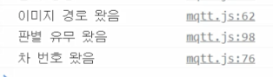 이미지 경로 왔음 mqtt.js:62
판별 유무 왔음 mqtt.js:98
차 번호 왔음 mqtt.js:76